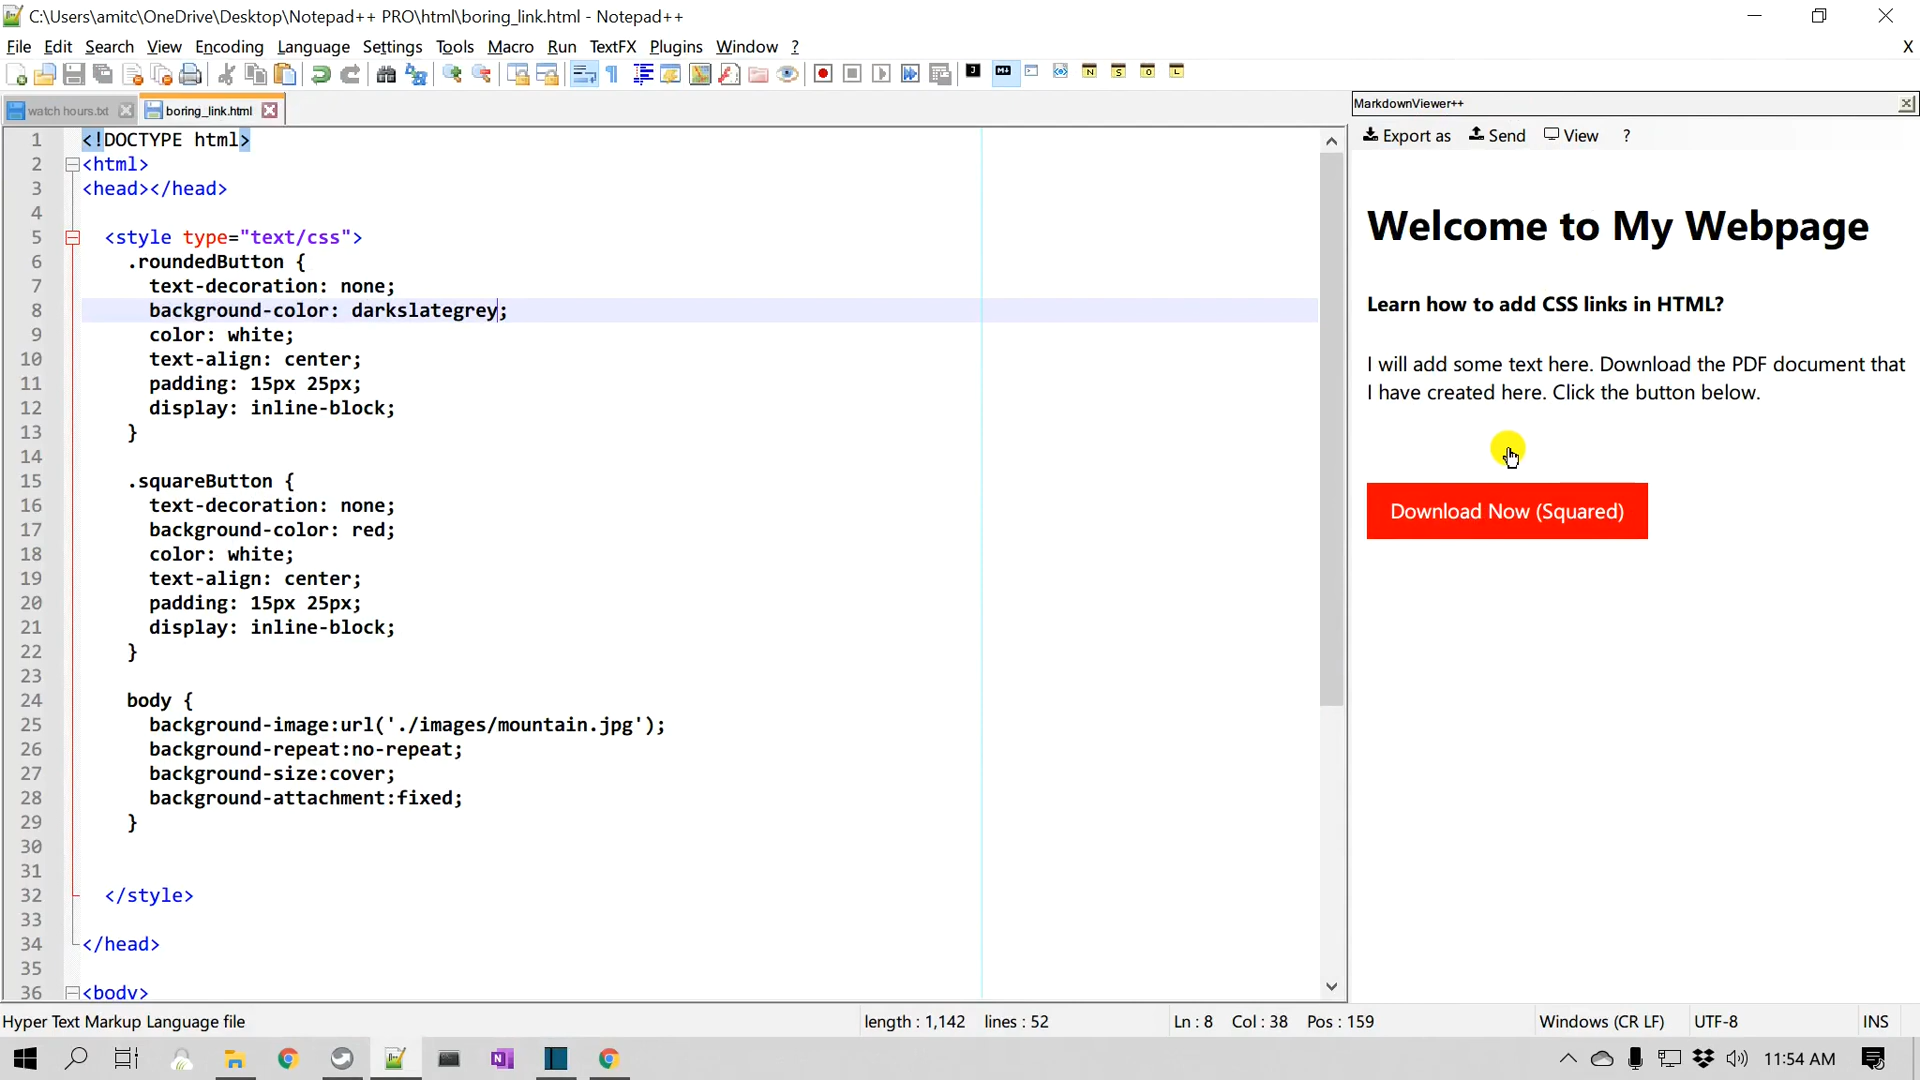 C:\Users\amitc\OneDrive\Desktop\Notepad++ PRO\html\boring_link.html - Notepad++
File Edit Search View Encoding Language Settings Tools Macro Run TextFX Plugins Window ? X
watch hours.txt boring_link.html
1 <!DOCTYPE html>
2 <html>
3 <head></head>
4
5 <style type="text/css">
6 .roundedButton {
7 text-decoration: none;
8 background-color: darkslategrey;
9 color: white;
10 text-align: center;
11 padding: 15px 25px;
12 display: inline-block;
13 }
14
15 .squareButton {
16 text-decoration: none;
17 background-color: red;
18 color: white;
19 text-align: center;
20 padding: 15px 25px;
21 display: inline-block;
22 }
23
24 body {
25 background-image:url('./images/mountain.jpg');
26 background-repeat:no-repeat;
27 background-size:cover;
28 background-attachment:fixed;
29 }
30
31
32 </style>
33
34 </head>
35
36 <body>
MarkdownViewer++
Export as Send View ?
Welcome to My Webpage
Learn how to add CSS links in HTML?
I will add some text here. Download the PDF document that
I have created here. Click the button below.
Download Now (Squared)
Hyper Text Markup Language file length : 1,142 lines : 52 Ln : 8 Col : 38 Pos : 159 Windows (CR LF) UTF-8 INS
11:54 AM